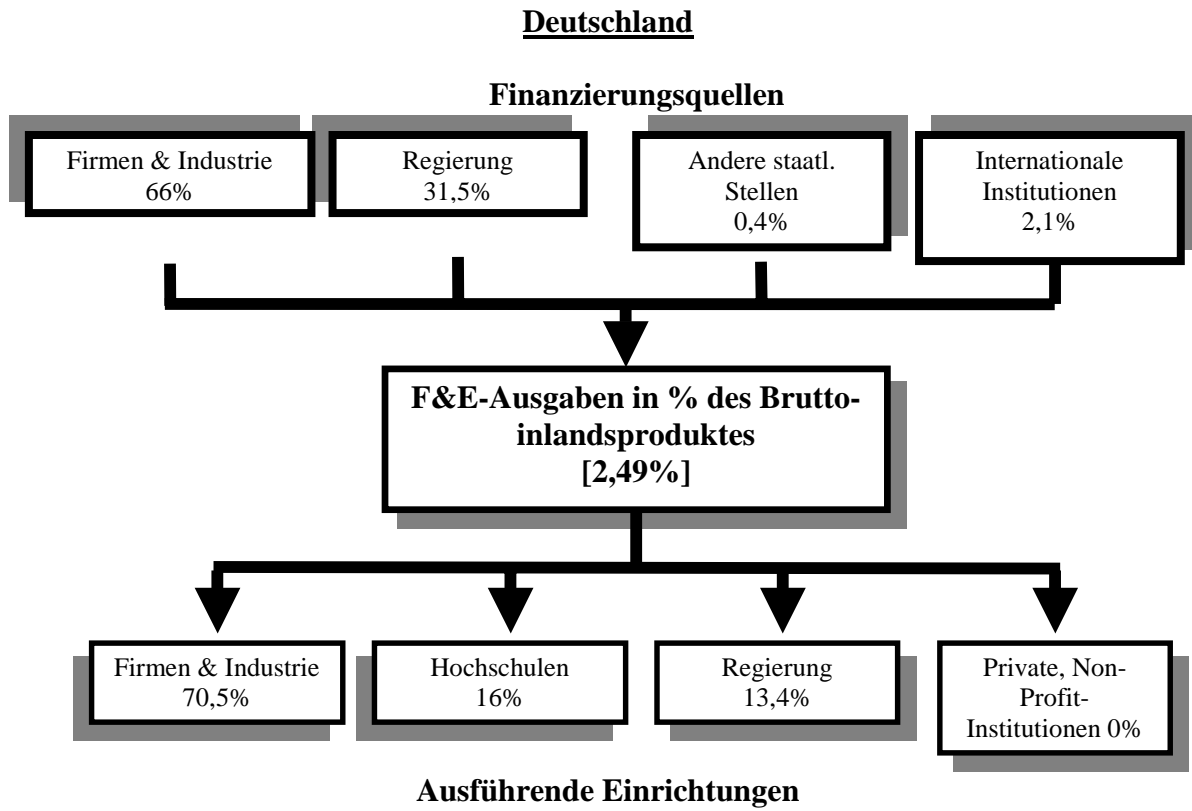 Deutschland
Finanzierungsquellen
Firmen & Industrie
66%
Regierung
31,5%
Andere staatl.
Stellen
0,4%
Internationale
Institutionen
2,1%
F&E-Ausgaben in % des Brutto-
inlandsproduktes
[2,49%]
Firmen & Industrie
70,5%
Hochschulen
16%
Regierung
13,4%
Private, Non-
Profit-
Institutionen 0%
Ausführende Einrichtungen